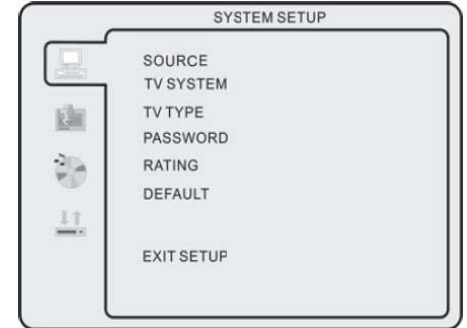 SYSTEM SETUP
SOURCE
TV SYSTEM
TV TYPE
PASSWORD
RATING
DEFAULT
EXIT SETUP